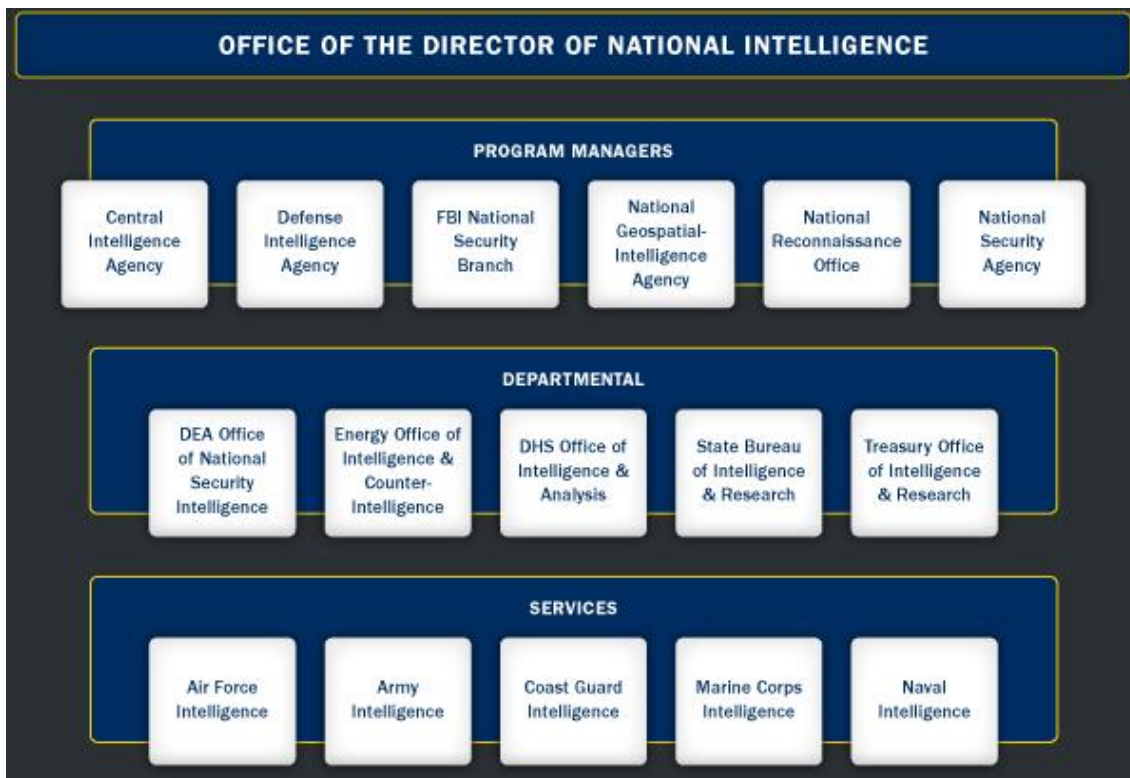 OFFICE OF THE DIRECTOR OF NATIONAL INTELLIGENCE
PROGRAM MANAGERS
Central
Intelligence
Agency
Defense
Intelligence
Agency
FBI National
Security
Branch
National
Geospatial-
Intelligence
Agency
National
Reconnaissance
Office
National
Security
Agency
DEPARTMENTAL
DEA Office
of National
Security
Intelligence
Energy Office of
Intelligence &
Counter-
Intelligence
DHS Office of
Intelligence &
Analysis
State Bureau
of Intelligence
& Research
Treasury Office
of Intelligence
& Research
SERVICES
Air Force
Intelligence
Army
Intelligence
Coast Guard
Intelligence
Marine Corps
Intelligence
Naval
Intelligence